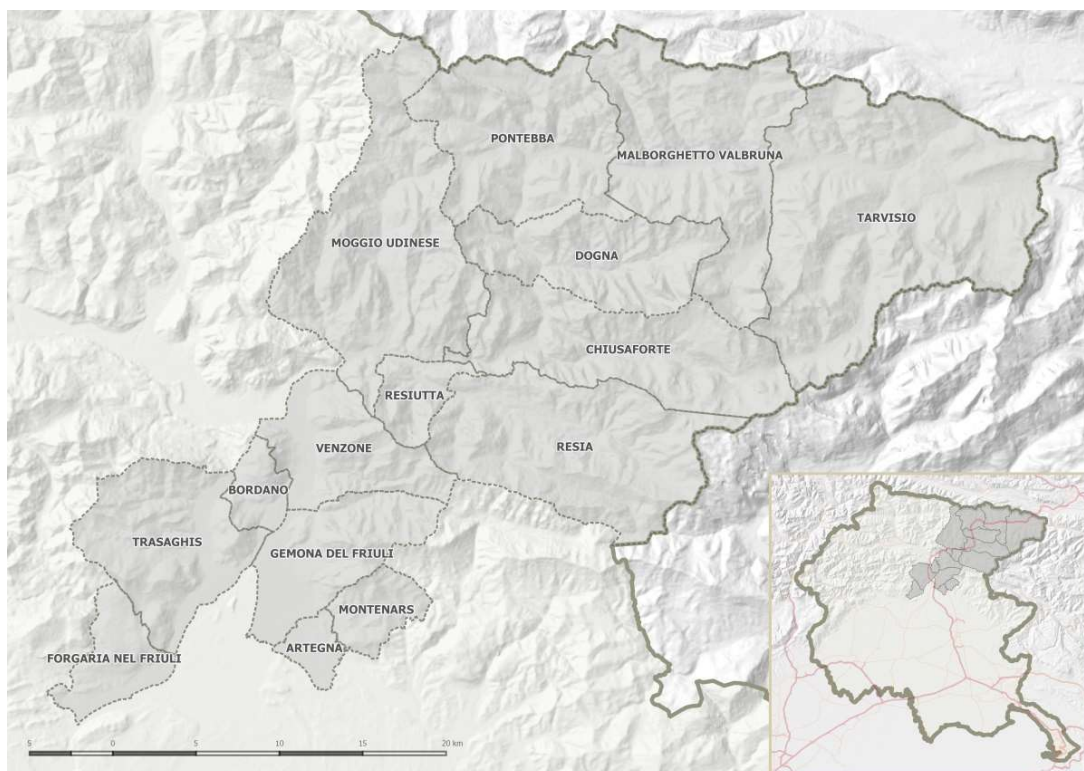 PONTEBBA
MALBORGHETTO VALBRUNA
TARVISIO
MOGGIO UDINESE
DOGNA
CHIUSAFORTE
RESIUTTA
VENZONE
RESIA
BORDANO
TRASAGHIS
GEMONA DEL FRIULI
MONTENARS
ARTEGNA
FORGARIA NEL FRIULI
5 0 5 10 15 20 km